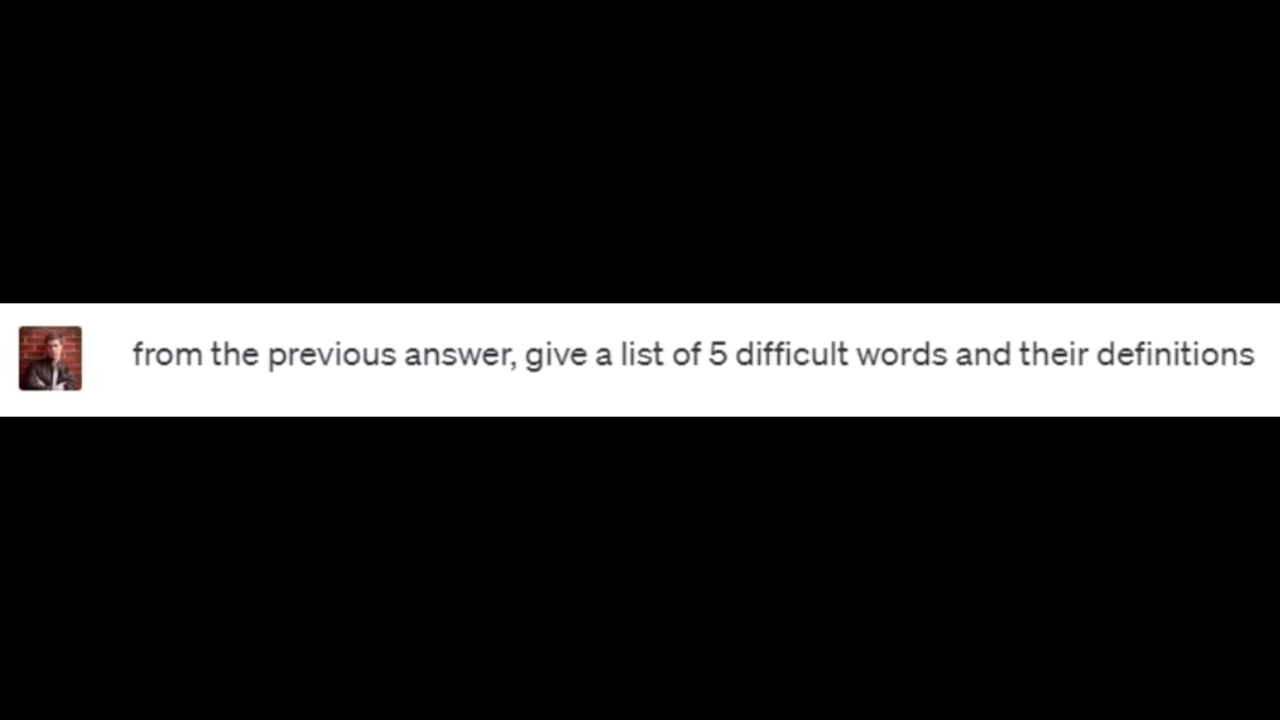 from the previous answer, give a list of 5 difficult words and their definitions